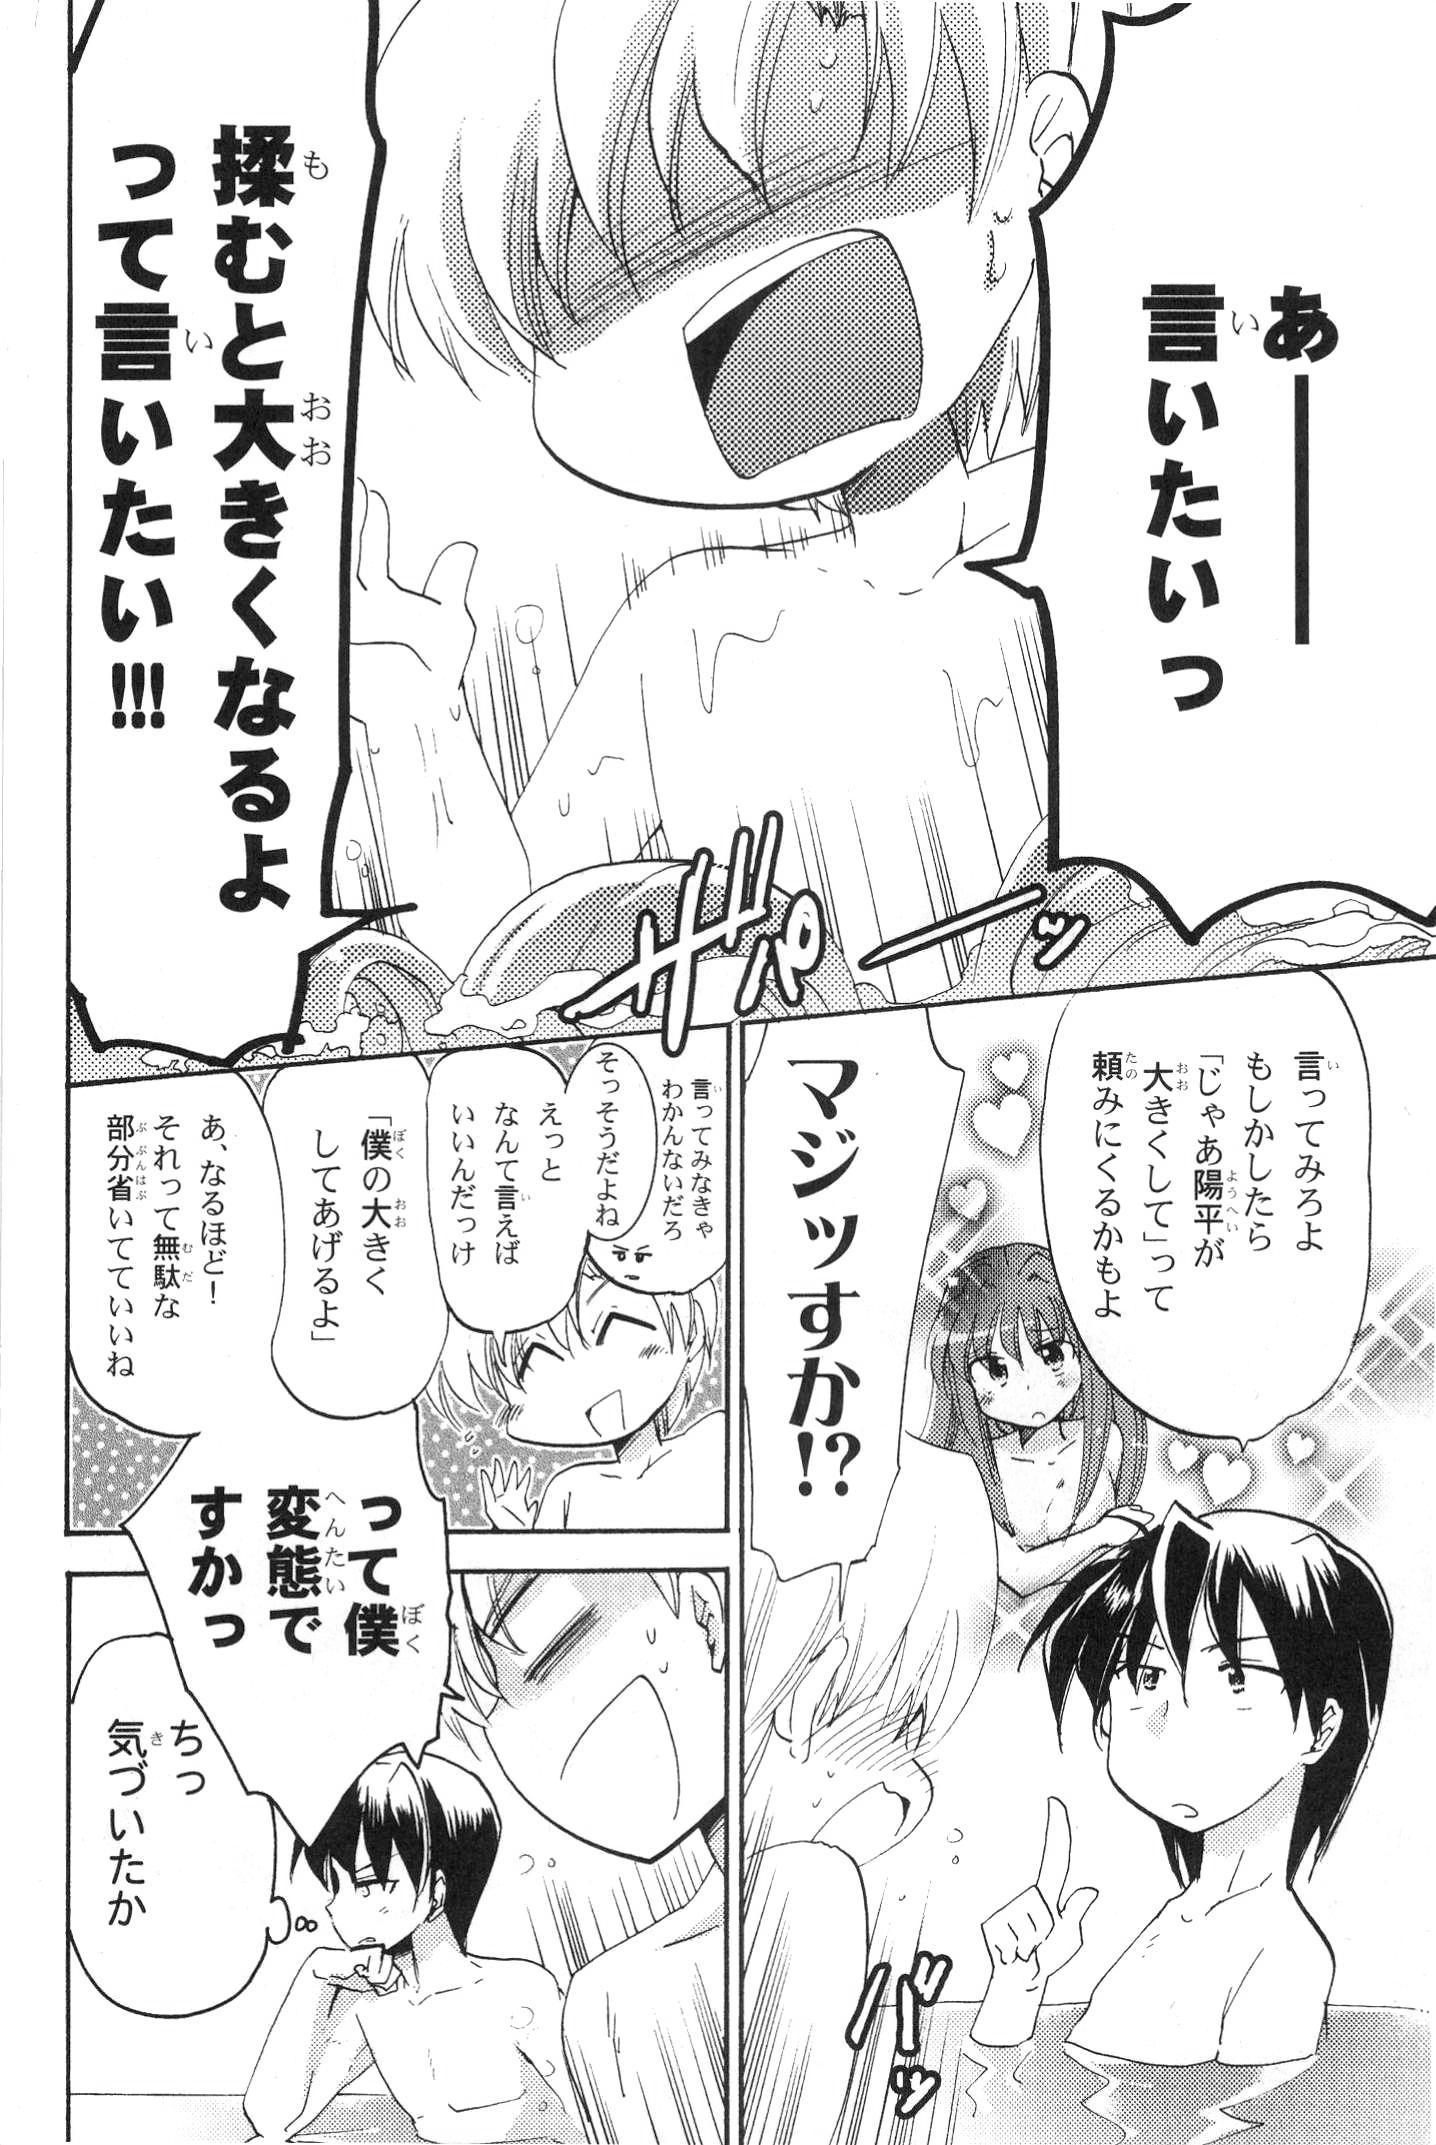 あ――
言いたいっ
揉むと大きくなるよ
って言いたい!!!
ザバーッ
言ってみろよ
もしかしたら
「じゃあ陽平が
大きくして」って
頼みにくるかもよ
マジッすか!?
バーッ
言ってみなきゃ
わかんないだろ
そっそうだよね
えっと
なんて言えば
いいんだっけ
「僕の大きく
してあげるよ」
あ、なるほど!
それって無駄な
部分省いてていいね
って僕
変態で
すかっ
ちっ
気づいたか